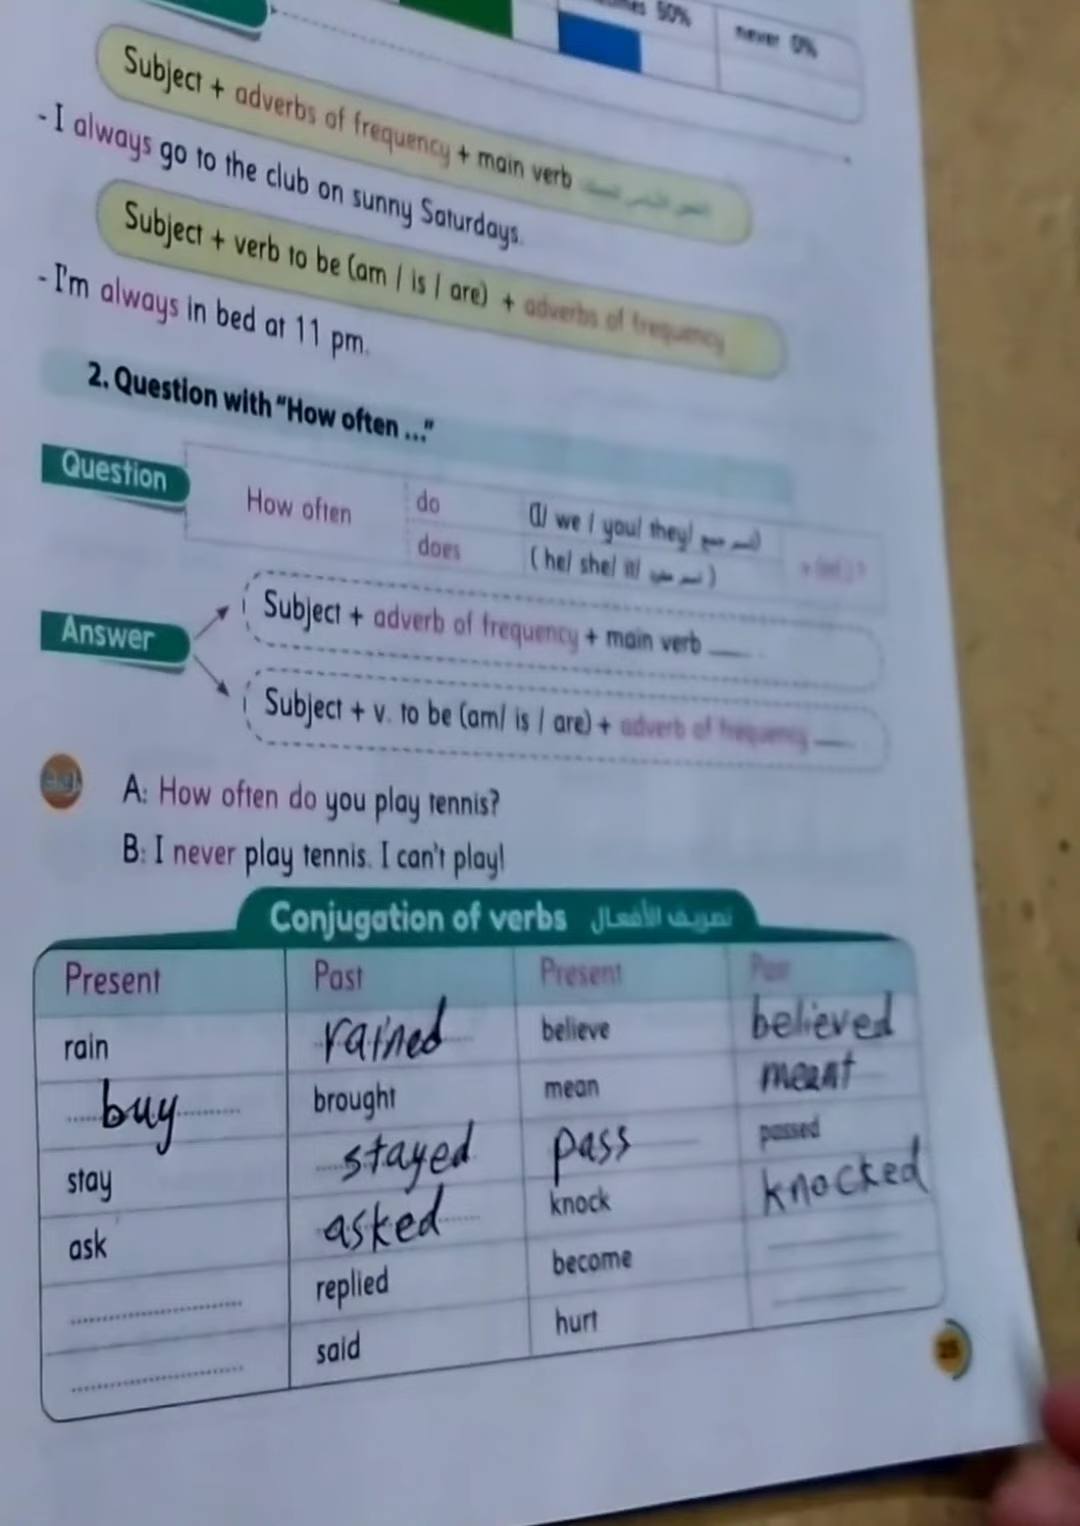 50%
never 0%
Subject + adverbs of frequency + main verb
- I always go to the club on sunny Saturdays.
Subject + verb to be (am / is / are) + adverbs of frequency
- I'm always in bed at 11 pm.
2. Question with "How often ..."
Question
How often
do
(I/ we / you/ they/
does
( he/ she/ it/
Answer
Subject + adverb of frequency + main verb
Subject + v. to be (am/ is / are) + adverb of frequency
A: How often do you play tennis?
B: I never play tennis. I can't play!
Conjugation of verbs تصريف الأفعال
Present Past Present Past
rain rained believe believed
buy brought mean meant
stay stayed pass passed
ask asked knock knocked
replied become
said hurt